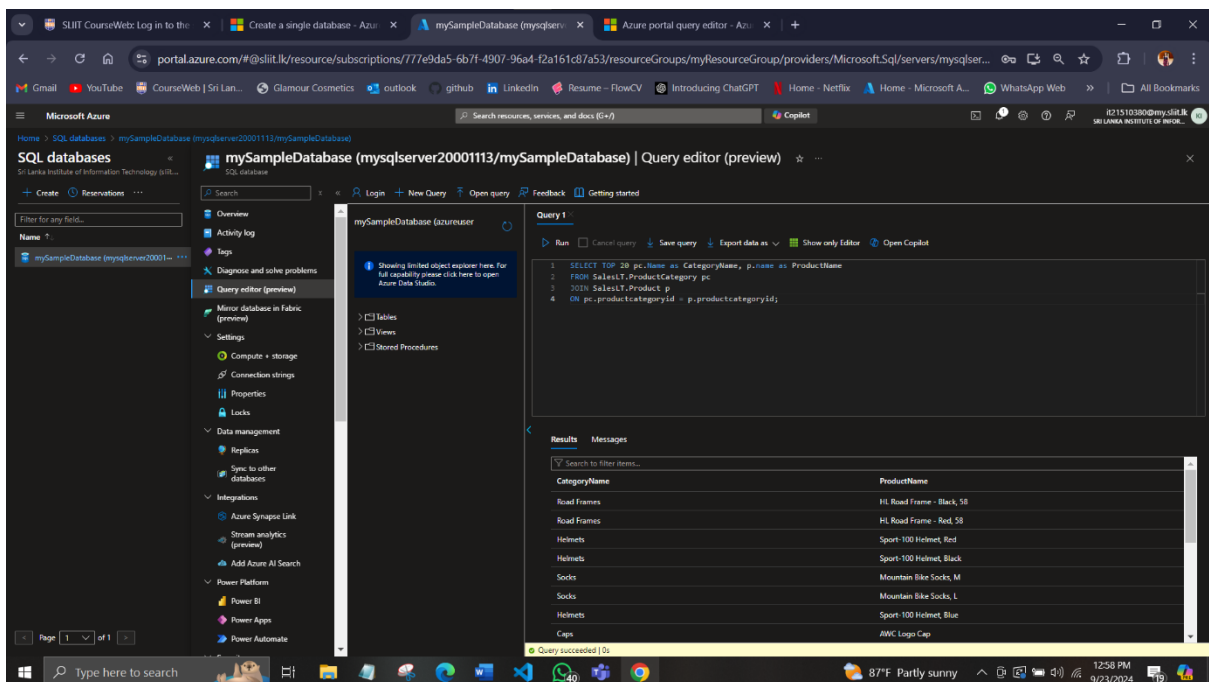 SLIIT CourseWeb: Log in to the
Create a single database - Azur
mySampleDatabase (mysqlserv
Azure portal query editor - Azu
portal.azure.com/#@sliit.lk/resource/subscriptions/777e9da5-6b7f-4907-96a4-f2a161c87a53/resourceGroups/myResourceGroup/providers/Microsoft.Sql/servers/mysqlser...
Gmail YouTube CourseWeb | Sri Lan... Glamour Cosmetics outlook github LinkedIn Resume – FlowCV Introducing ChatGPT Home - Netflix Home - Microsoft A... WhatsApp Web » All Bookmarks
Microsoft Azure
Search resources, services, and docs (G+/)
Copilot
1
it21510380@my.sliit.lk
SRI LANKA INSTITUTE OF INFOR...
KI
Home > SQL databases > mySampleDatabase (mysqlserver20001113/mySampleDatabase)
SQL databases
Sri Lanka Institute of Information Technology (sliit....
+ Create Reservations ...
Filter for any field...
Name ↑
mySampleDatabase (mysqlserver20001—
Page 1 of 1
mySampleDatabase (mysqlserver20001113/mySampleDatabase) | Query editor (preview)
SQL database
Search
Overview
Activity log
Tags
Diagnose and solve problems
Query editor (preview)
Mirror database in Fabric
(preview)
Settings
Compute + storage
Connection strings
Properties
Locks
Data management
Replicas
Sync to other
databases
Integrations
Azure Synapse Link
Stream analytics
(preview)
Add Azure AI Search
Power Platform
Power BI
Power Apps
Power Automate
Login + New Query Open query Feedback Getting started
mySampleDatabase (azureuser
Showing limited object explorer here. For
full capability please click here to open
Azure Data Studio.
Tables
Views
Stored Procedures
Query 1
Run Cancel query Save query Export data as Show only Editor Open Copilot
1 SELECT TOP 20 pc.Name as CategoryName, p.name as ProductName
2 FROM SalesLT.ProductCategory pc
3 JOIN SalesLT.Product p
4 ON pc.productcategoryid = p.productcategoryid;
Results Messages
Search to filter items...
CategoryName ProductName
Road Frames HL Road Frame - Black, 58
Road Frames HL Road Frame - Red, 58
Helmets Sport-100 Helmet, Red
Helmets Sport-100 Helmet, Black
Socks Mountain Bike Socks, M
Socks Mountain Bike Socks, L
Helmets Sport-100 Helmet, Blue
Caps AWC Logo Cap
Query succeeded | 0s
Type here to search
40
87°F Partly sunny
12:58 PM
9/23/2024
19